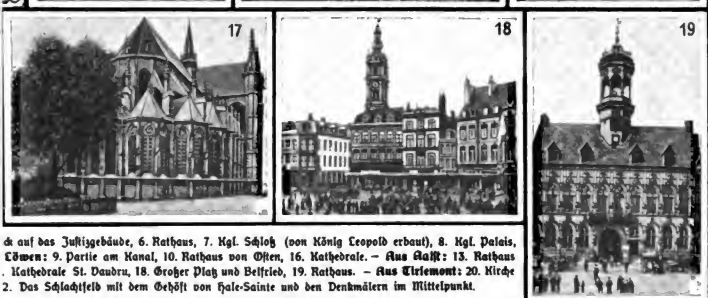 17
18
19
ck auf das Justizgebäude, 6. Rathaus, 7. Kgl. Schloß (von König Leopold erbaut), 8. Kgl. Palais,
Löwen: 9. Partie am Kanal, 10. Rathaus von Osten, 16. Kathedrale. – Aus Aalst: 13. Rathaus
. Kathedrale St. Vaudru, 18. Großer Platz und Belfried, 19. Rathaus. – Aus Tirlemont: 20. Kirche
2. Das Schlachtfeld mit dem Gehöft von Hale-Sainte und den Denkmälern im Mittelpunkt.